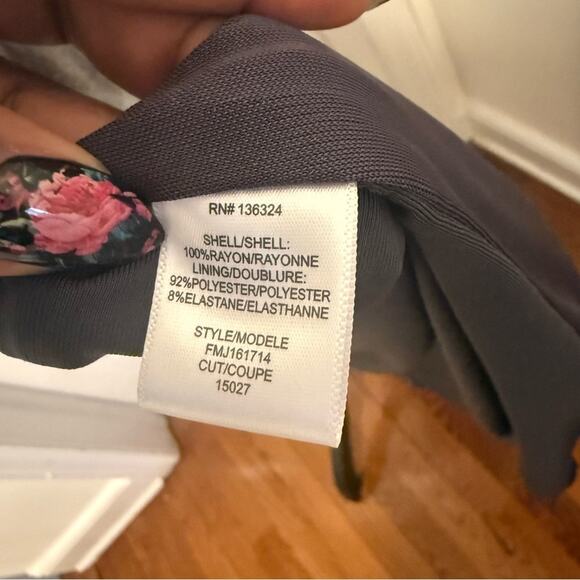 RN# 136324
SHELL/SHELL:
100%RAYON/RAYONNE
LINING/DOUBLURE:
92%POLYESTER/POLYESTER
8%ELASTANE/ELASTHANNE
STYLE/MODELE
FMJ161714
CUT/COUPE
15027